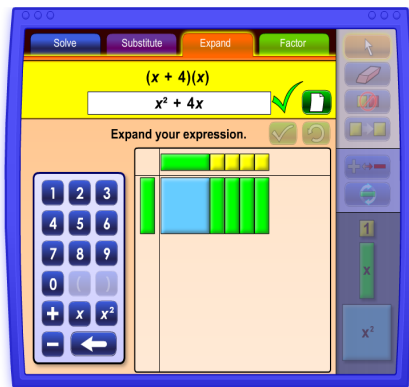 Solve Substitute Expand Factor
(x + 4)(x)
x² + 4x
Expand your expression.
1 2 3
4 5 6
7 8 9
0 ( )
+ x x²
−
1
x
x²